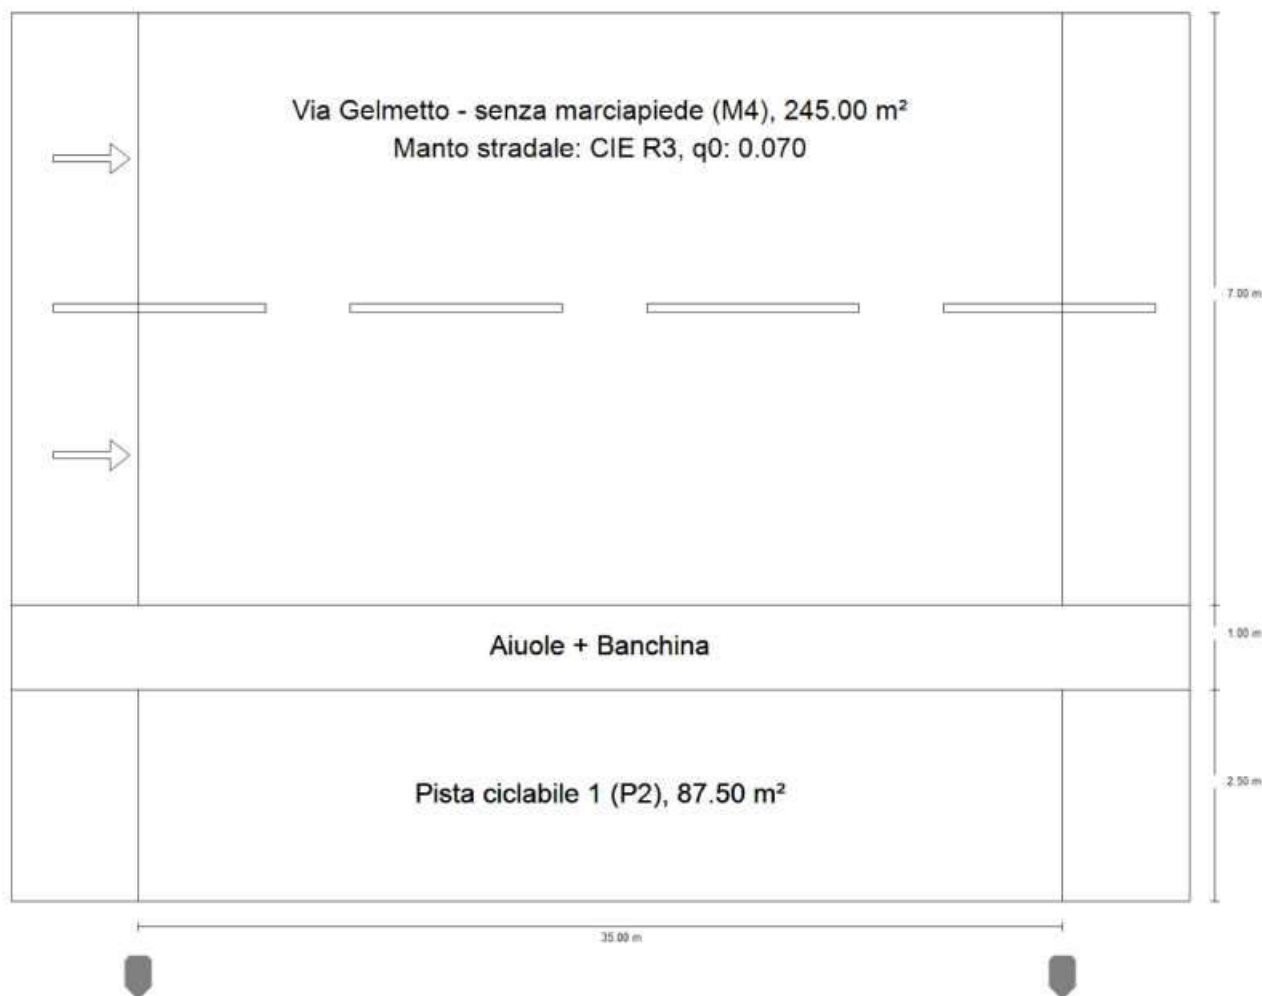 Via Gelmetto - senza marciapiede (M4), 245.00 m²
Manto stradale: CIE R3, q0: 0.070
7.00 m
Aiuole + Banchina
1.00 m
Pista ciclabile 1 (P2), 87.50 m²
2.50 m
35.00 m